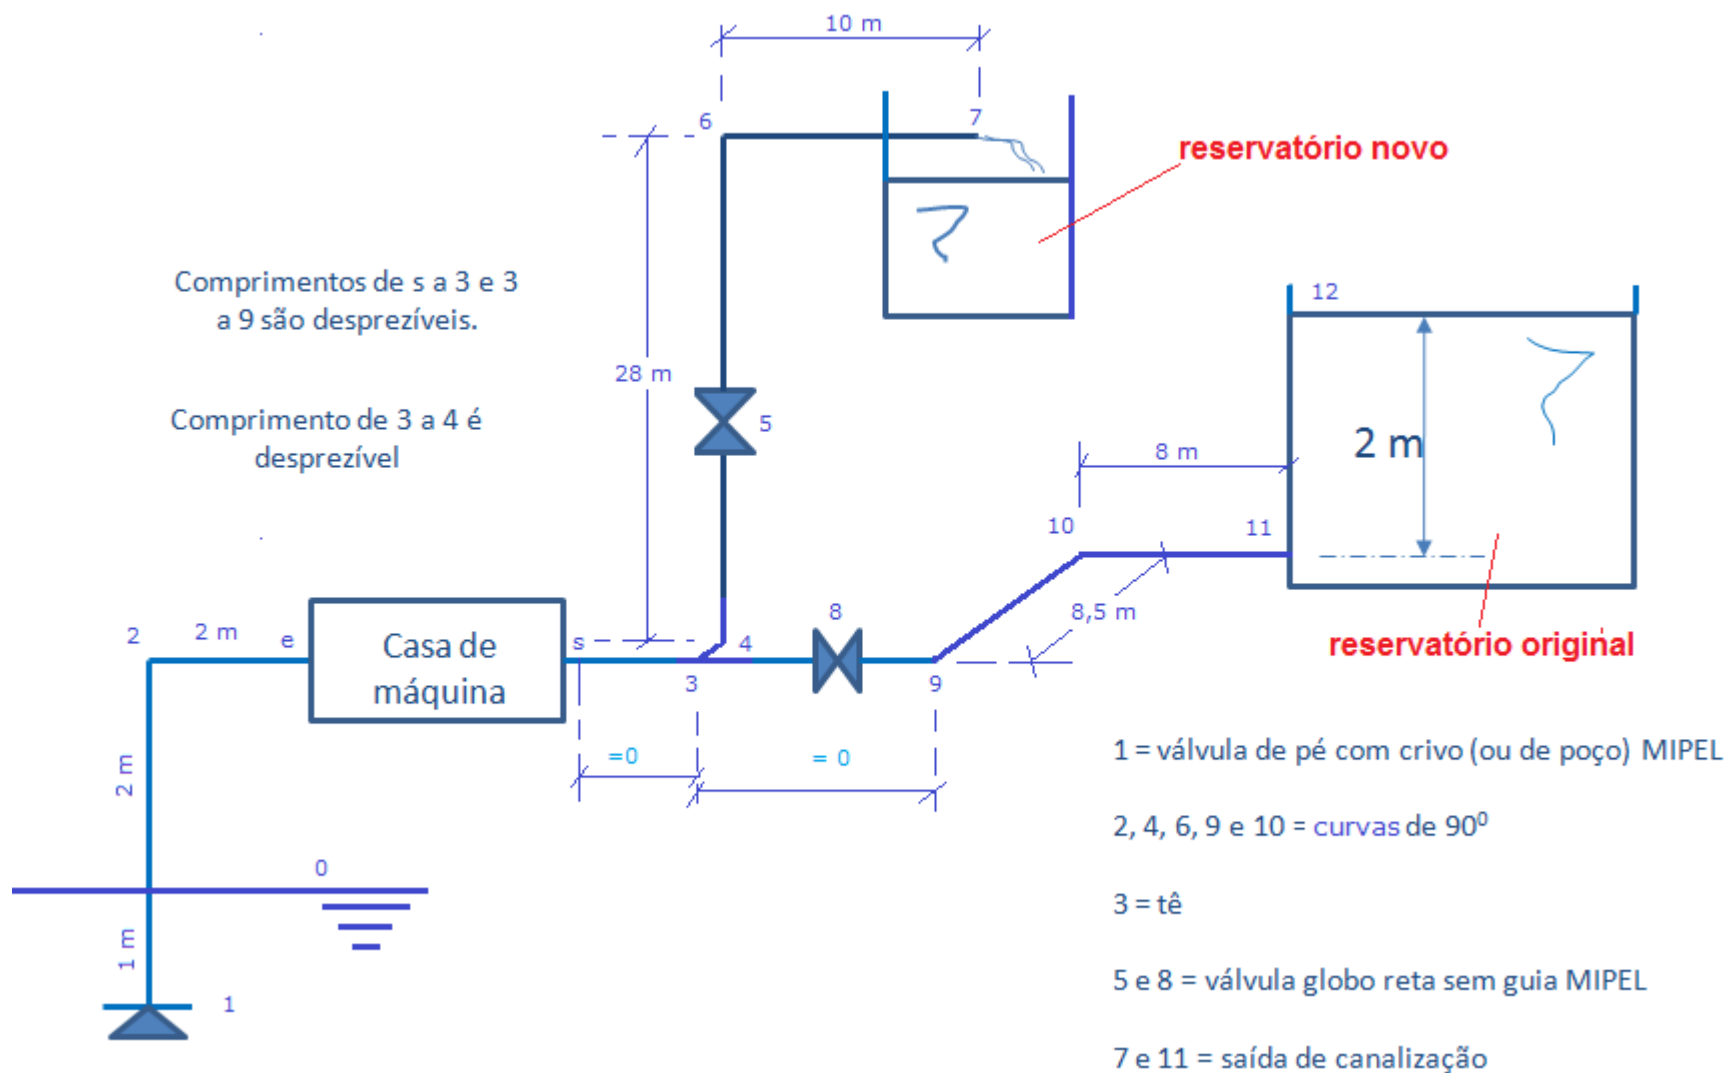 10 m
6
7
reservatório novo
Comprimentos de s a 3 e 3
a 9 são desprezíveis.
12
28 m
Comprimento de 3 a 4 é
desprezível
5
2 m
8 m
10
11
8
8,5 m
2
2 m
e
Casa de
máquina
s
4
reservatório original
3
9
=0
= 0
2 m
1 = válvula de pé com crivo (ou de poço) MIPEL
2, 4, 6, 9 e 10 = curvas de 90⁰
0
3 = tê
1 m
1
5 e 8 = válvula globo reta sem guia MIPEL
7 e 11 = saída de canalização